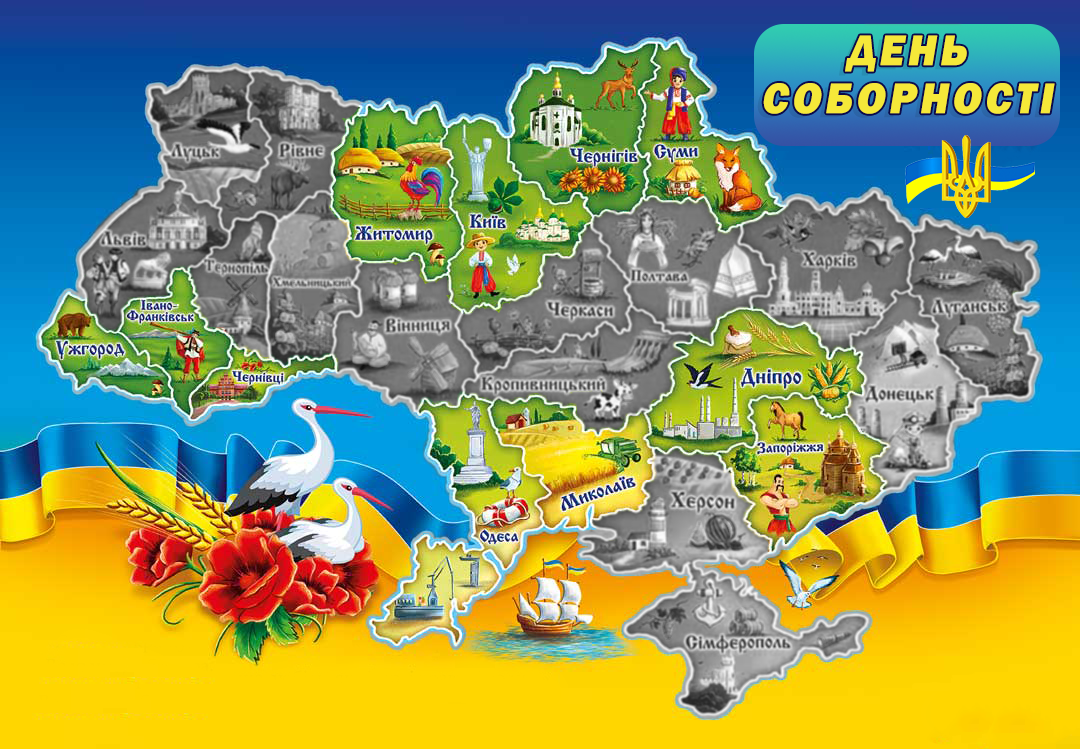 ДЕНЬ
СОБОРНОСТІ
Луцьк
Рівне
Житомир
Київ
Чернігів
Суми
Львів
Тернопіль
Хмельницький
Івано-
Франківськ
Ужгород
Чернівці
Вінниця
Черкаси
Полтава
Харків
Луганськ
Кропивницький
Дніпро
Донецьк
Запоріжжя
Миколаїв
Херсон
Одеса
Сімферополь